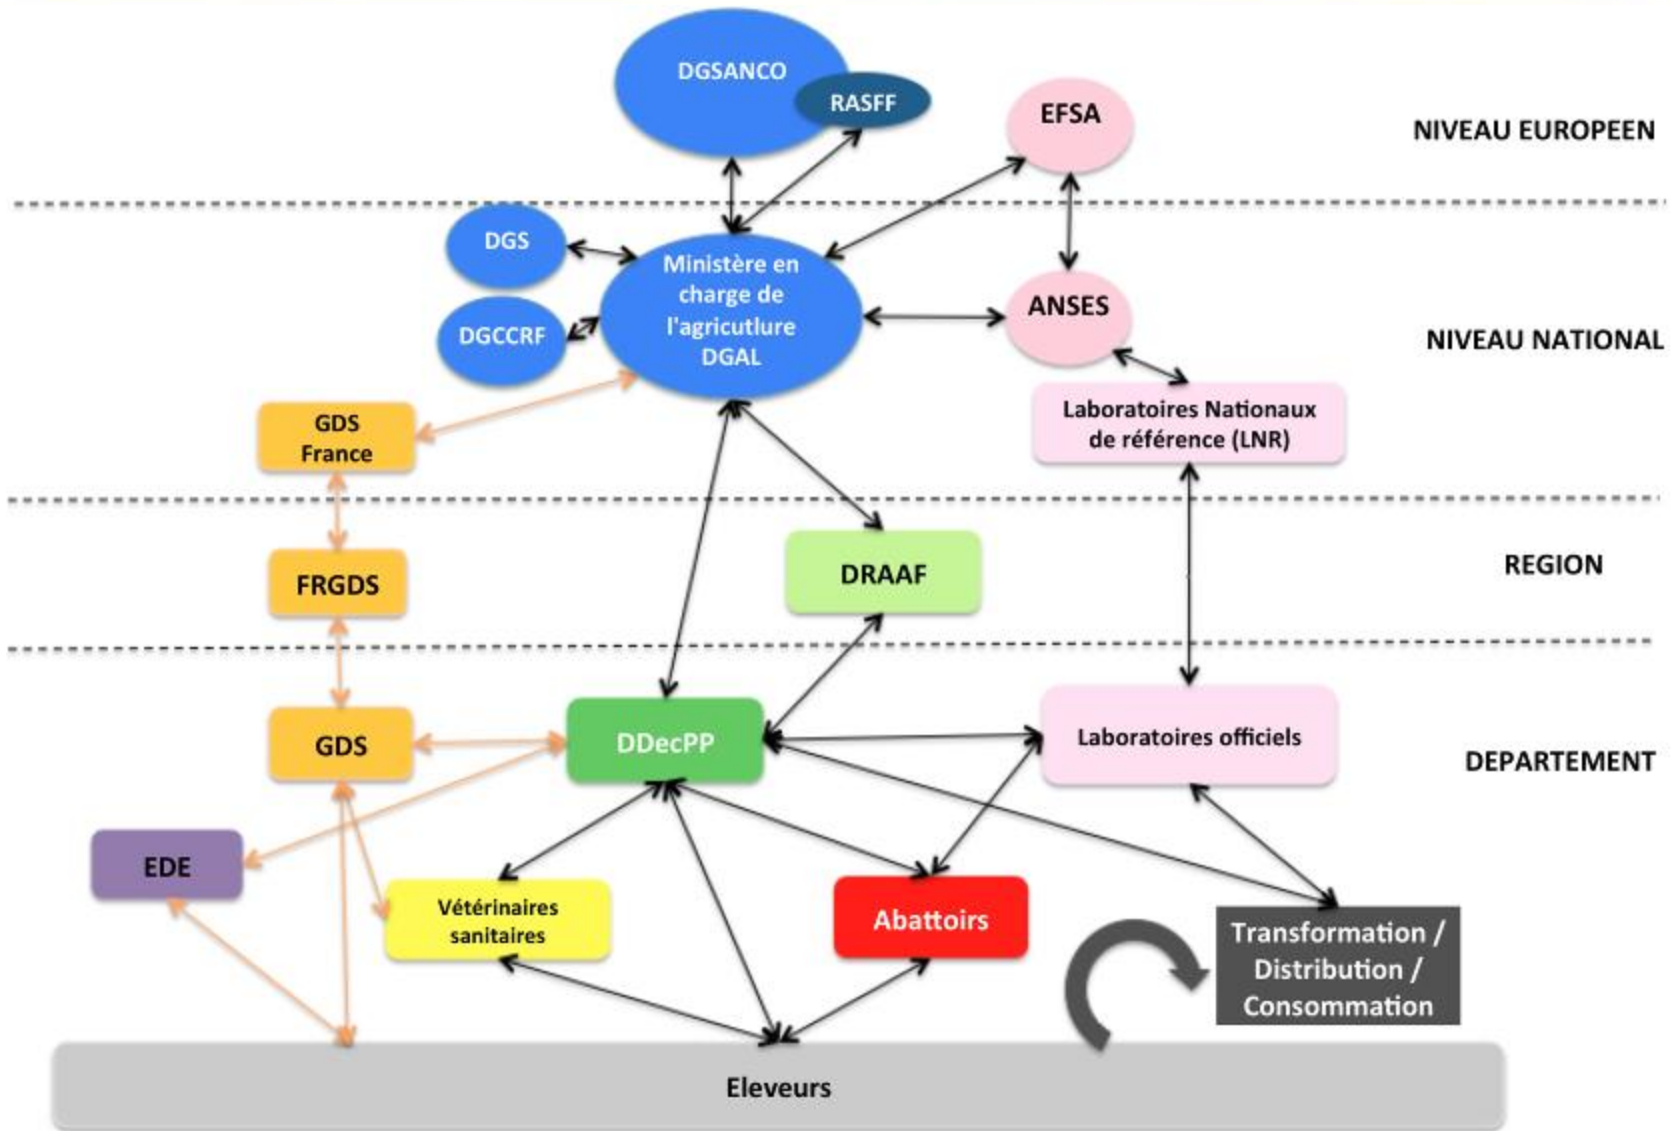 DGSANCO
RASFF
EFSA
NIVEAU EUROPEEN
DGS
Ministère en
charge de
l'agricutlure
DGAL
DGCCRF
ANSES
NIVEAU NATIONAL
GDS
France
Laboratoires Nationaux
de référence (LNR)
FRGDS
DRAAF
REGION
GDS
DDecPP
Laboratoires officiels
DEPARTEMENT
EDE
Vétérinaires
sanitaires
Abattoirs
Transformation /
Distribution /
Consommation
Eleveurs